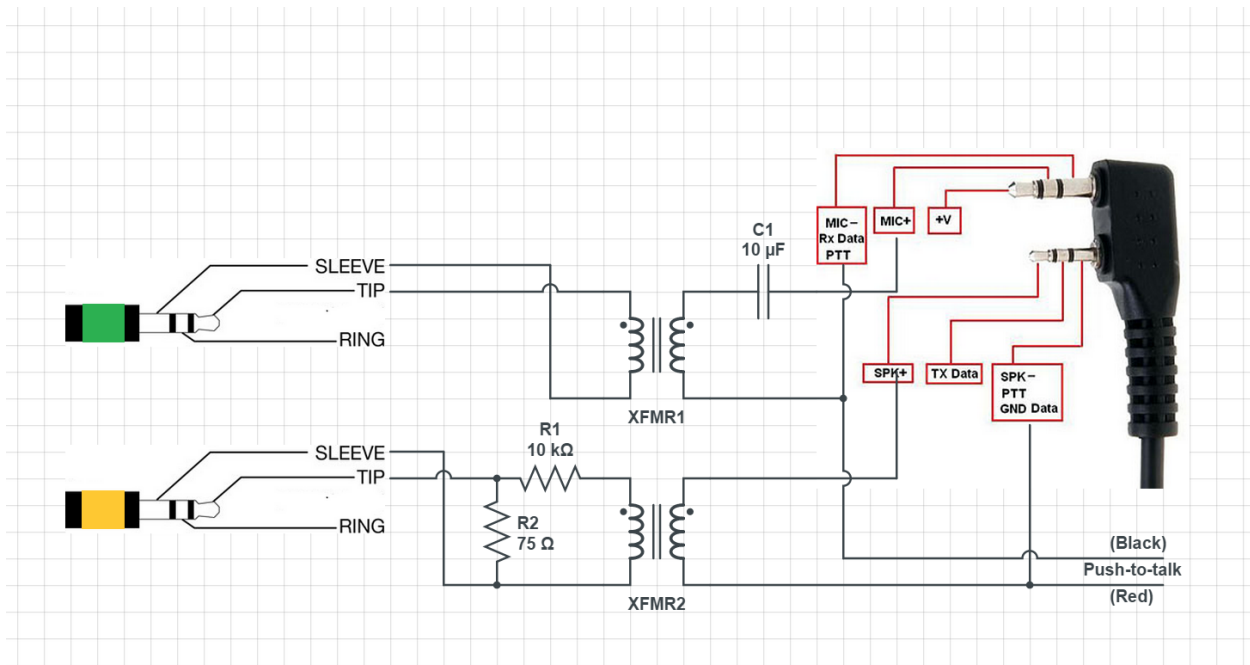 C1
10 µF
MIC−
Rx Data
PTT
MIC+
+V
SLEEVE
TIP
RING
SPK+
TX Data
SPK−
PTT
GND Data
XFMR1
R1
10 kΩ
SLEEVE
TIP
RING
R2
75 Ω
(Black)
Push-to-talk
(Red)
XFMR2